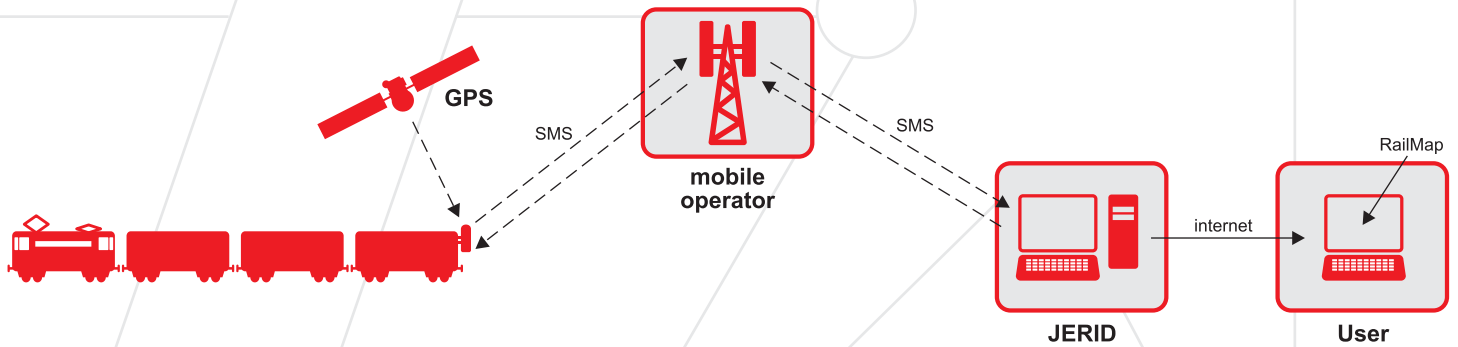 GPS
SMS
mobile
operator
SMS
JERID
internet
RailMap
User